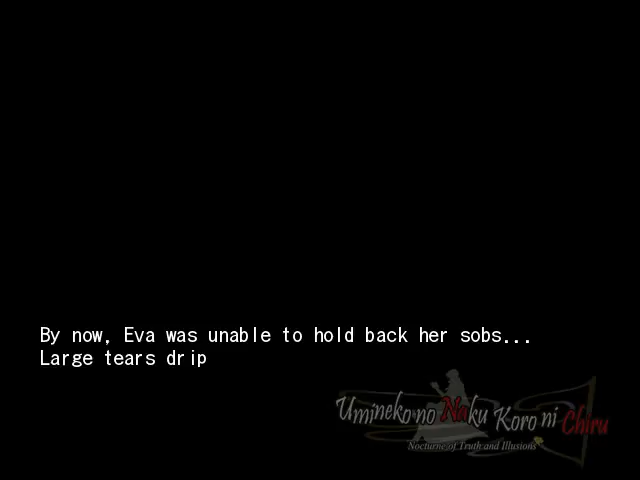 By now, Eva was unable to hold back her sobs...
Large tears drip
Umineko no Naku Koro ni Chiru
Nocturne of Truth and Illusions